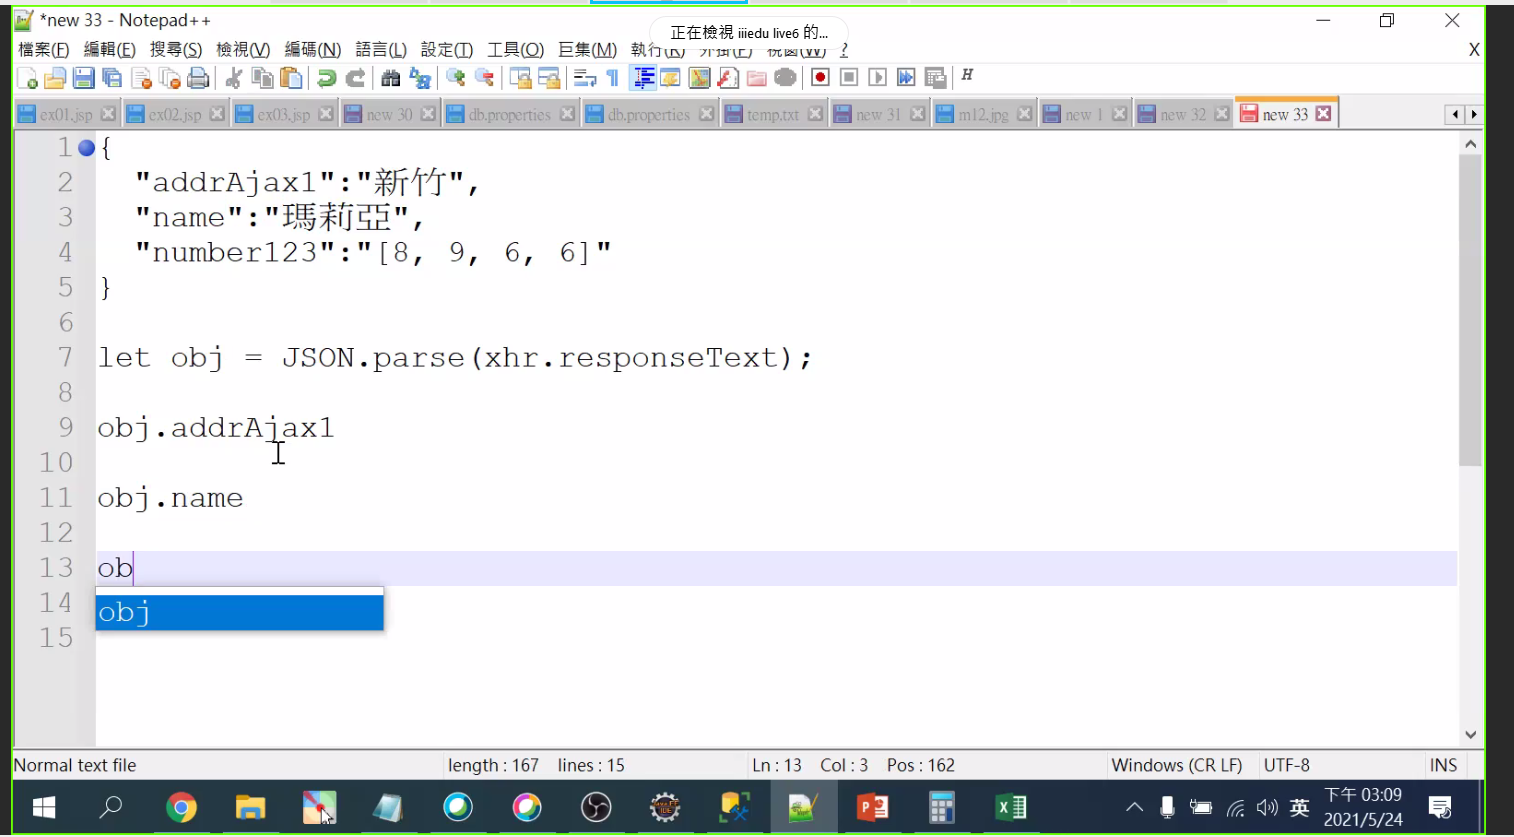 *new 33 - Notepad++
正在檢視 iiiedu live6 的...
檔案(F) 編輯(E) 搜尋(S) 檢視(V) 編碼(N) 語言(L) 設定(T) 工具(O) 巨集(M) 執行(R) 外掛(P) 視窗(W) ? X
ex01.jsp ex02.jsp ex03.jsp new 30 db.properties db.properties temp.txt new 31 m12.jpg new 1 new 32 new 33
1 {
2 "addrAjax1":"新竹",
3 "name":"瑪莉亞",
4 "number123":"[8, 9, 6, 6]"
5 }
6
7 let obj = JSON.parse(xhr.responseText);
8
9 obj.addrAjax1
10
11 obj.name
12
13 ob
14 obj
15
Normal text file length : 167 lines : 15 Ln : 13 Col : 3 Pos : 162 Windows (CR LF) UTF-8 INS
英 下午 03:09
2021/5/24